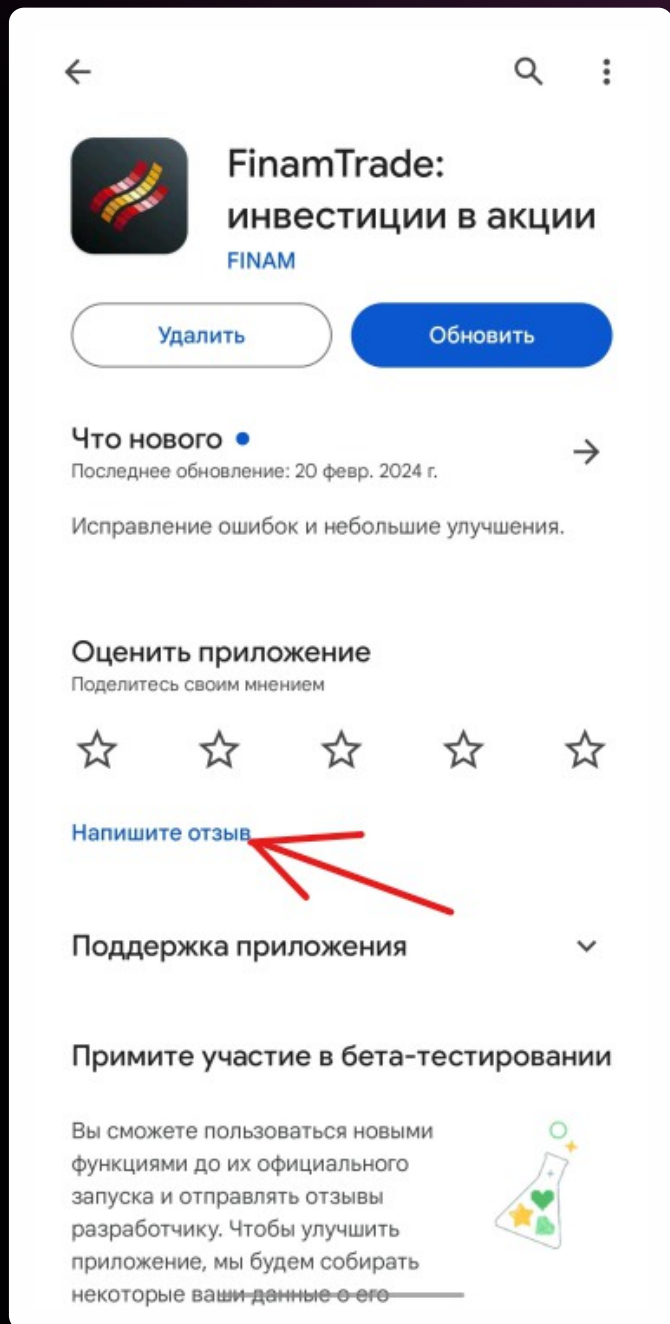 FinamTrade:
инвестиции в акции
FINAM
Удалить
Обновить
Что нового
Последнее обновление: 20 февр. 2024 г.
Исправление ошибок и небольшие улучшения.
Оценить приложение
Поделитесь своим мнением
Напишите отзыв
Поддержка приложения
Примите участие в бета-тестировании
Вы сможете пользоваться новыми
функциями до их официального
запуска и отправлять отзывы
разработчику. Чтобы улучшить
приложение, мы будем собирать
некоторые ваши данные о его